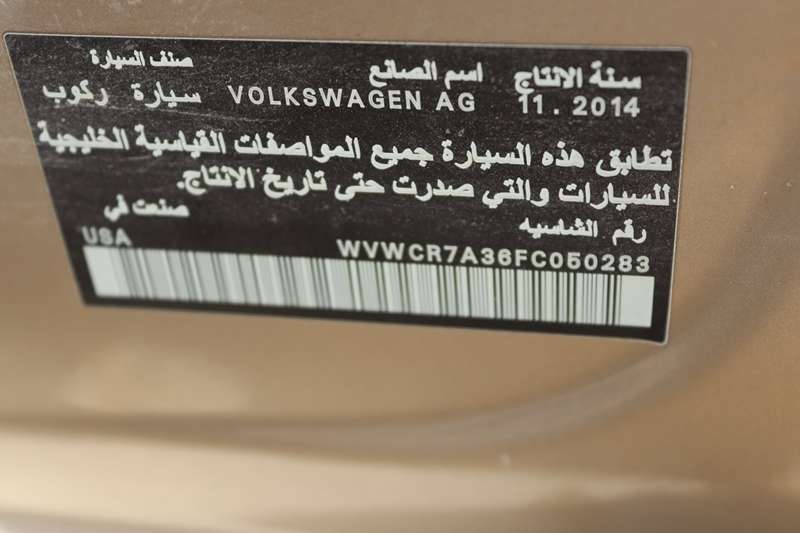 سنة الانتاج اسم الصانع صنف السيارة
11 . 2014 VOLKSWAGEN AG سيارة ركوب
تطابق هذه السيارة جميع المواصفات القياسية الخليجية
للسيارات والتي صدرت حتى تاريخ الانتاج.
رقم الشاسيه صنعت في
WVWCR7A36FC050283 USA